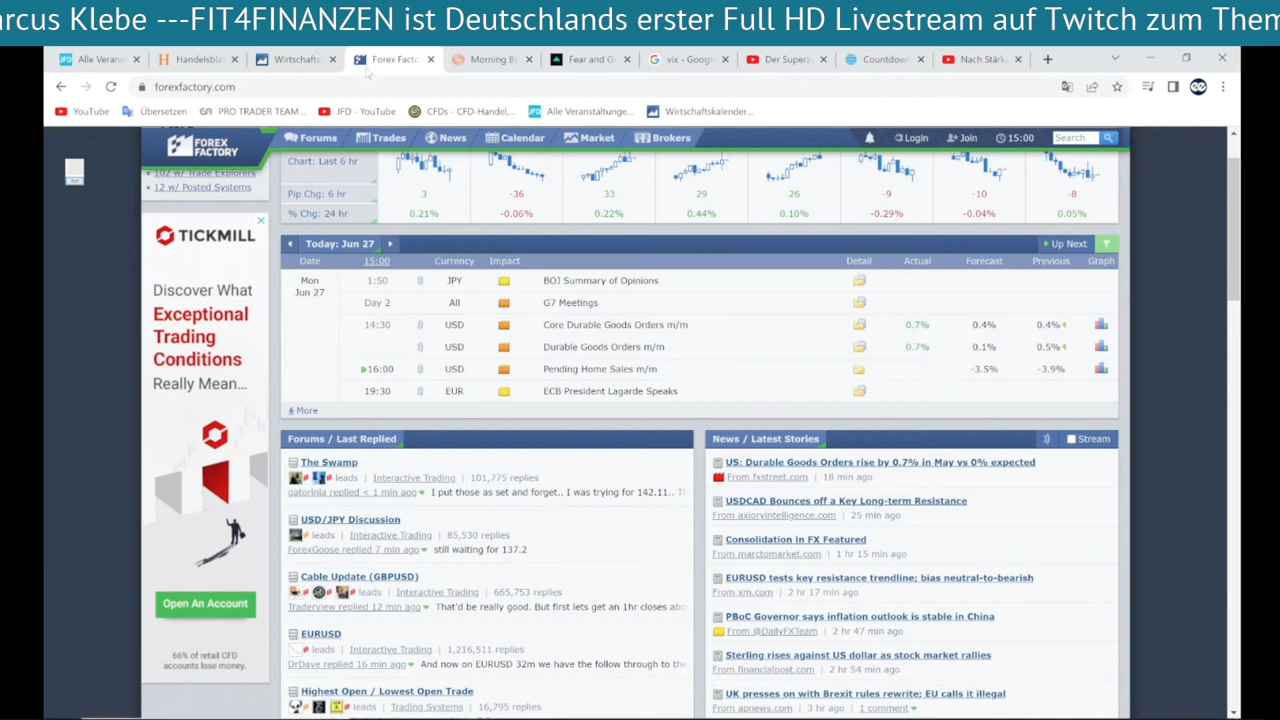 arcus Klebe ---FIT4FINANZEN ist Deutschlands erster Full HD Livestream auf Twitch zum Them
Alle Verans
Handelsbla
Wirtschafts
Forex Facto
Morning Bi
Fear and G
vix - Googl
Der Superz
Countdown
Nach Stärk
forexfactory.com
YouTube
Übersetzen
PRO TRADER TEAM...
JFD - YouTube
CFDs - CFD-Handel,...
Alle Veranstaltunge...
Wirtschaftskalender...
FOREX FACTORY
Forums Trades News Calendar Market Brokers Login Join 15:00 Search
102 w/ Trade Explorers
12 w/ Posted Systems
Chart: Last 6 hr
Pip Chg: 6 hr 3 -36 33 29 26 -9 -10 -8
% Chg: 24 hr 0.21% -0.06% 0.22% 0.44% 0.10% -0.29% -0.04% 0.05%
TICKMILL
Discover What
Exceptional
Trading
Conditions
Really Mean...
Open An Account
66% of retail CFD
accounts lose money.
Today: Jun 27 Up Next
Date 15:00 Currency Impact Detail Actual Forecast Previous Graph
Mon
Jun 27
1:50 JPY BOJ Summary of Opinions
Day 2 All G7 Meetings
14:30 USD Core Durable Goods Orders m/m 0.7% 0.4% 0.4%
USD Durable Goods Orders m/m 0.7% 0.1% 0.5%
16:00 USD Pending Home Sales m/m -3.5% -3.9%
19:30 EUR ECB President Lagarde Speaks
More
Forums / Last Replied
The Swamp
leads | Interactive Trading | 101,775 replies
gatorinla replied < 1 min ago I put those as set and forget.. I was trying for 142.11.. Th
USD/JPY Discussion
leads | Interactive Trading | 85,530 replies
ForexGoose replied 7 min ago still waiting for 137.2
Cable Update (GBPUSD)
leads | Interactive Trading | 665,753 replies
Traderview replied 12 min ago That'd be really good. But first lets get an 1hr closes abo
EURUSD
leads | Interactive Trading | 1,216,511 replies
DrDave replied 16 min ago And now on EURUSD 32m we have the follow through to the
Highest Open / Lowest Open Trade
leads | Trading Systems | 16,795 replies
News / Latest Stories Stream
US: Durable Goods Orders rise by 0.7% in May vs 0% expected
From fxstreet.com | 18 min ago
USDCAD Bounces off a Key Long-term Resistance
From axioryintelligence.com | 25 min ago
Consolidation in FX Featured
From marctomarket.com | 1 hr 15 min ago
EURUSD tests key resistance trendline; bias neutral-to-bearish
From xm.com | 2 hr 17 min ago
PBoC Governor says inflation outlook is stable in China
From @DailyFXTeam | 2 hr 47 min ago
Sterling rises against US dollar as stock market rallies
From financialpost.com | 2 hr 54 min ago
UK presses on with Brexit rules rewrite; EU calls it illegal
From apnews.com | 3 hr ago | 1 comment